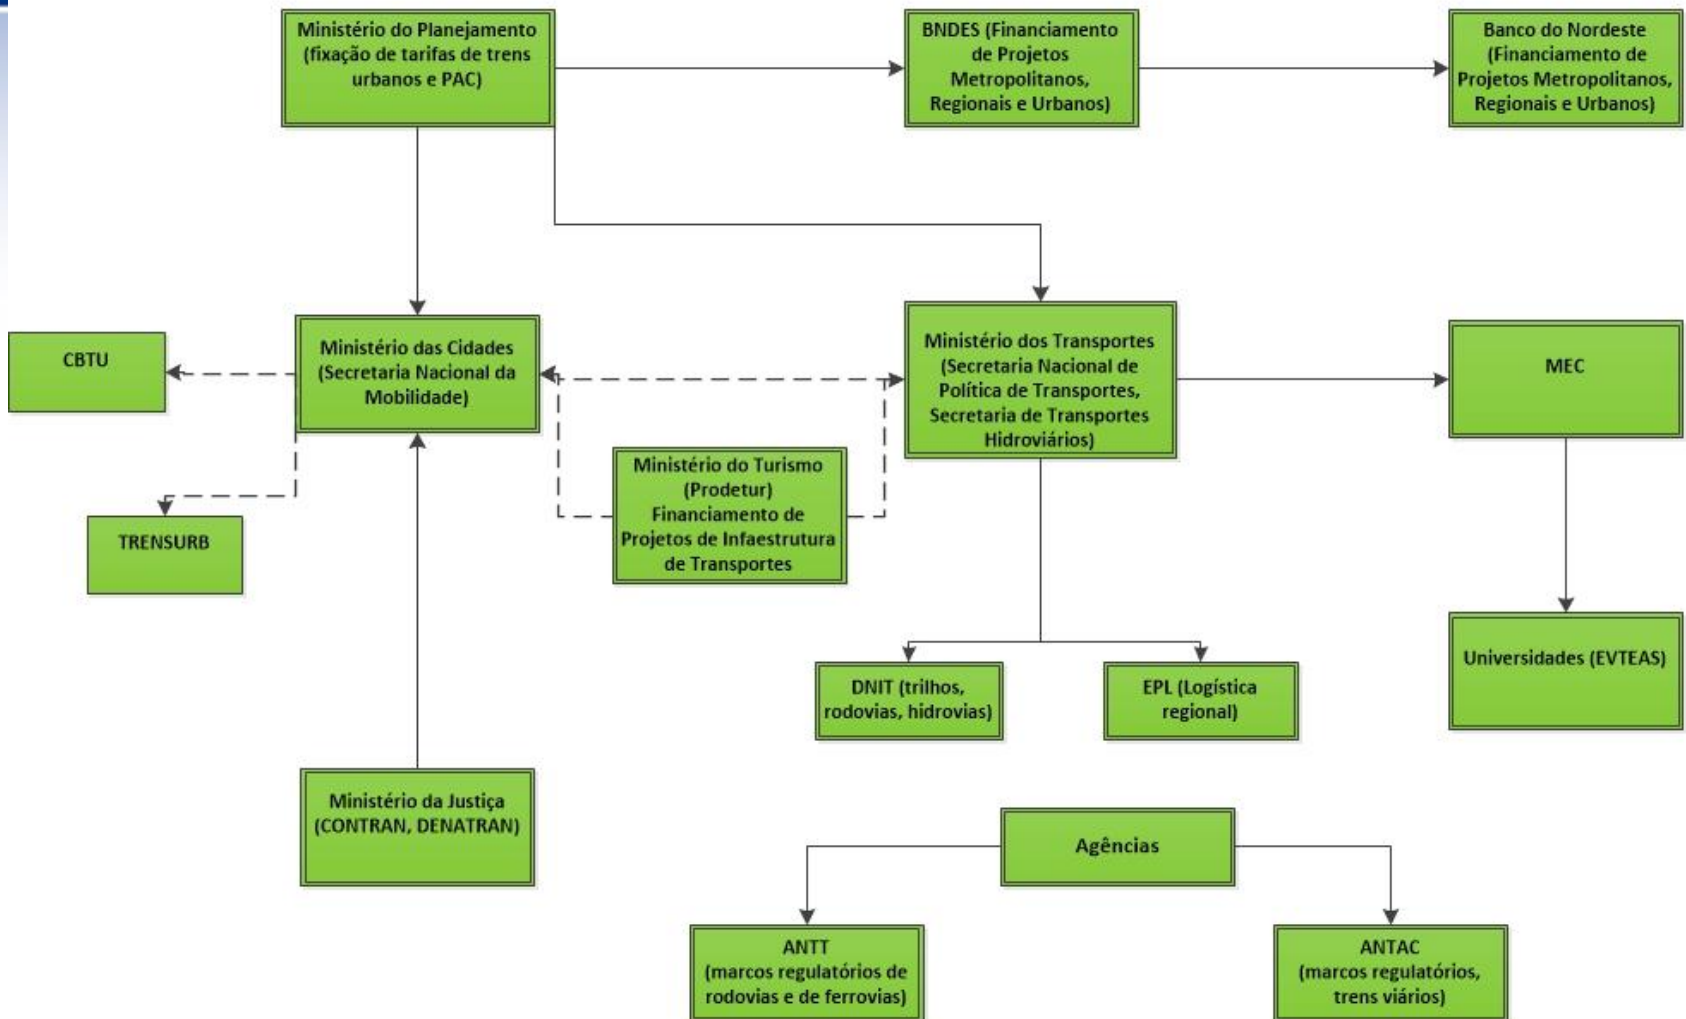 Ministério do Planejamento
(fixação de tarifas de trens
urbanos e PAC)
BNDES (Financiamento
de Projetos
Metropolitanos,
Regionais e Urbanos)
Banco do Nordeste
(Financiamento de
Projetos Metropolitanos,
Regionais e Urbanos)
CBTU
Ministério das Cidades
(Secretaria Nacional da
Mobilidade)
Ministério dos Transportes
(Secretaria Nacional de
Política de Transportes,
Secretaria de Transportes
Hidroviários)
MEC
TRENSURB
Ministério do Turismo
(Prodetur)
Financiamento de
Projetos de Infaestrutura
de Transportes
DNIT (trilhos,
rodovias, hidrovias)
EPL (Logística
regional)
Universidades (EVTEAS)
Ministério da Justiça
(CONTRAN, DENATRAN)
Agências
ANTT
(marcos regulatórios de
rodovias e de ferrovias)
ANTAC
(marcos regulatórios,
trens viários)